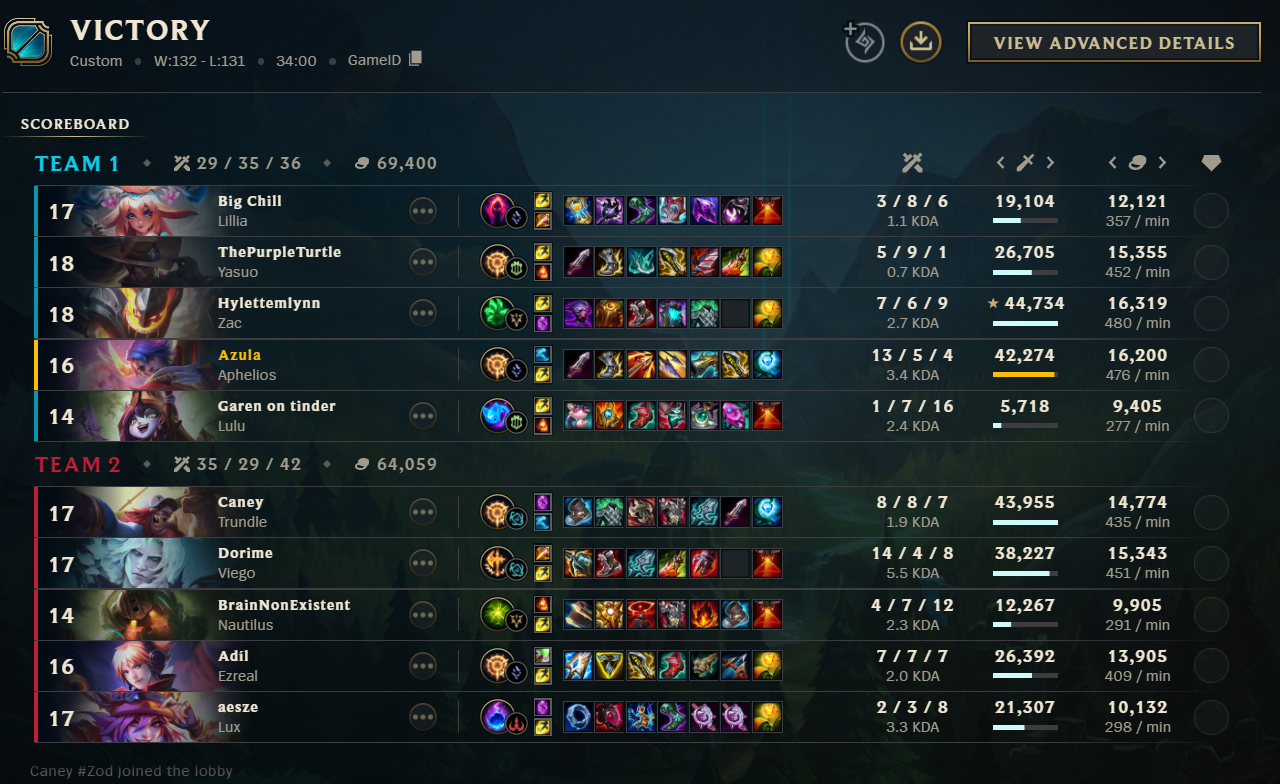 VICTORY
Custom • W:132 - L:131 • 34:00 • GameID
VIEW ADVANCED DETAILS
SCOREBOARD
TEAM 1 29 / 35 / 36 69,400
17 Big Chill 3 / 8 / 6 19,104 12,121
Lillia 1.1 KDA 357 / min
18 ThePurpleTurtle 5 / 9 / 1 26,705 15,355
Yasuo 0.7 KDA 452 / min
18 Hylettemlynn 7 / 6 / 9 44,734 16,319
Zac 2.7 KDA 480 / min
16 Azula 13 / 5 / 4 42,274 16,200
Aphelios 3.4 KDA 476 / min
14 Garen on tinder 1 / 7 / 16 5,718 9,405
Lulu 2.4 KDA 277 / min
TEAM 2 35 / 29 / 42 64,059
17 Caney 8 / 8 / 7 43,955 14,774
Trundle 1.9 KDA 435 / min
17 Dorime 14 / 4 / 8 38,227 15,343
Viego 5.5 KDA 451 / min
14 BrainNonExistent 4 / 7 / 12 12,267 9,905
Nautilus 2.3 KDA 291 / min
16 Adíl 7 / 7 / 7 26,392 13,905
Ezreal 2.0 KDA 409 / min
17 aesze 2 / 3 / 8 21,307 10,132
Lux 3.3 KDA 298 / min
Caney #Zod joined the lobby